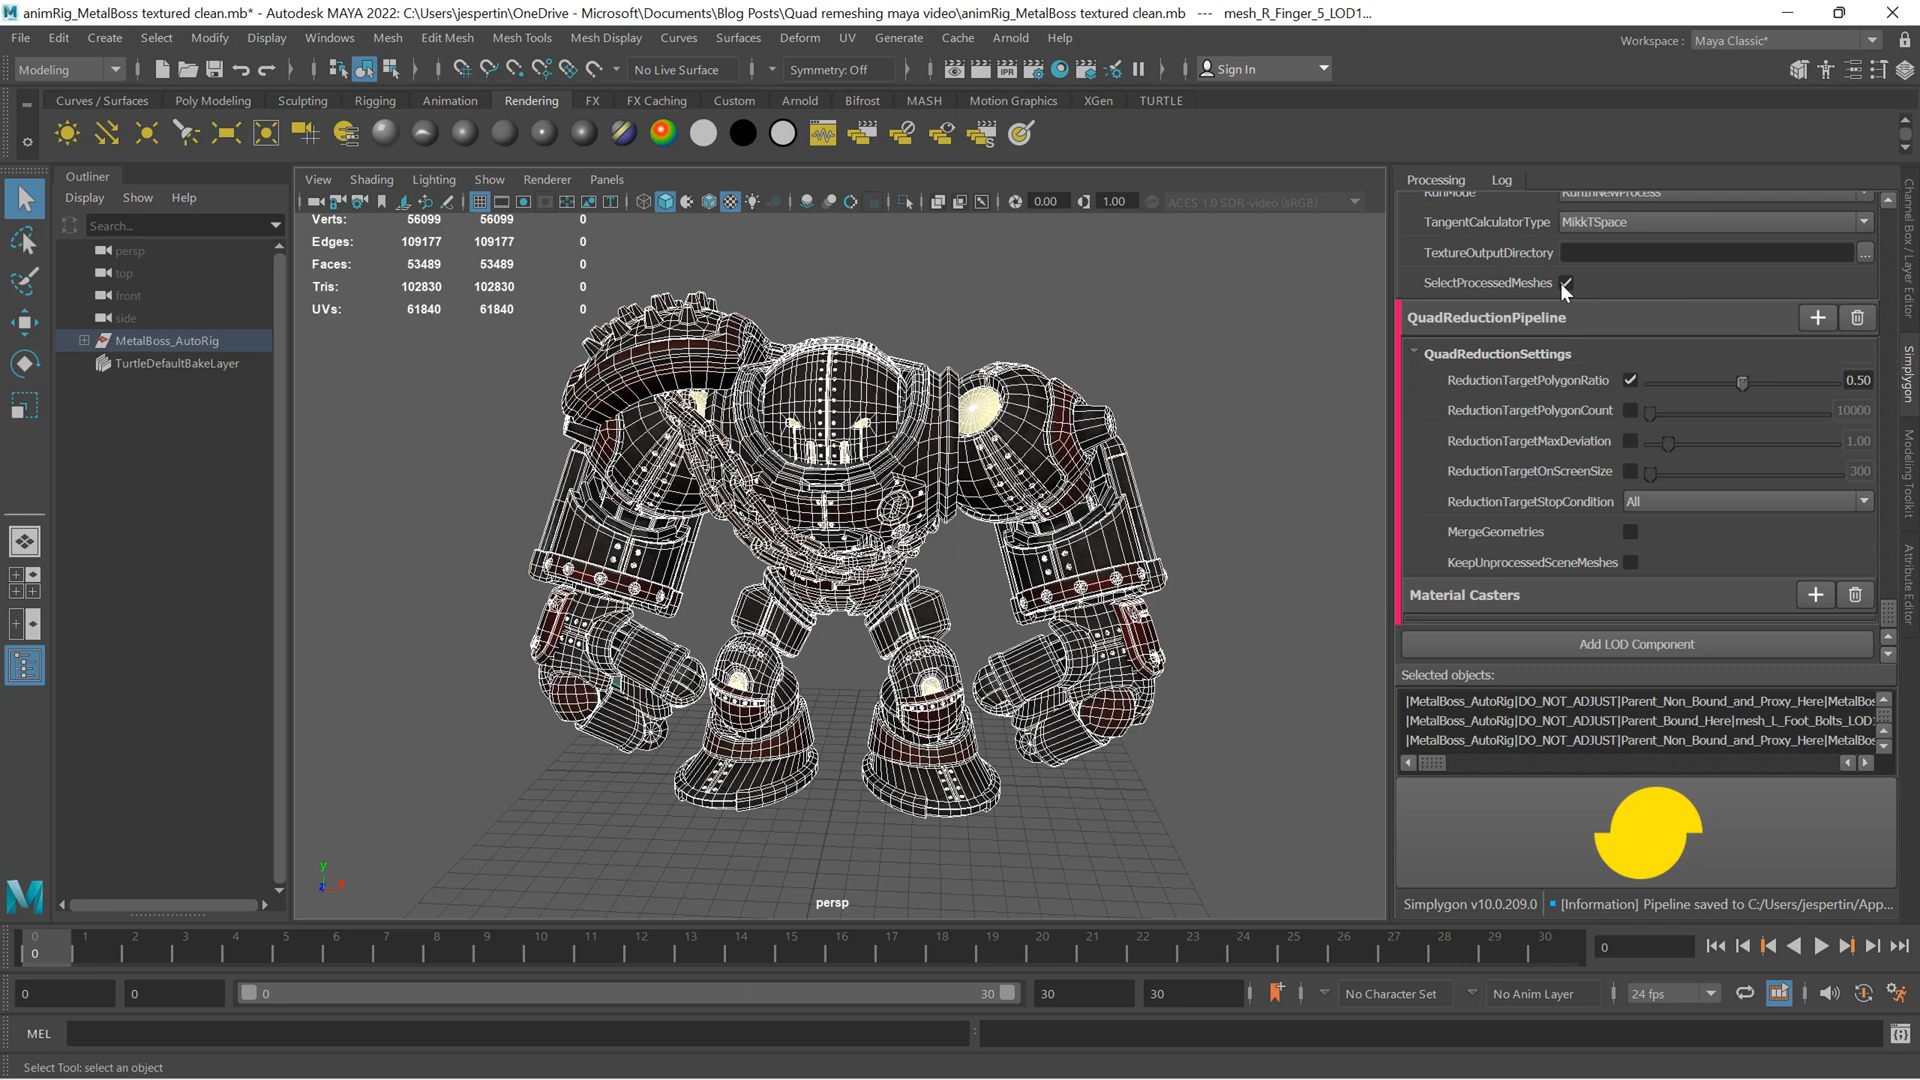 animRig_MetalBoss textured clean.mb* - Autodesk MAYA 2022: C:\Users\jespertin\OneDrive - Microsoft\Documents\Blog Posts\Quad remeshing maya video\animRig_MetalBoss textured clean.mb --- mesh_R_Finger_5_LOD1...
File Edit Create Select Modify Display Windows Mesh Edit Mesh Mesh Tools Mesh Display Curves Surfaces Deform UV Generate Cache Arnold Help
Workspace : Maya Classic*
Modeling No Live Surface Symmetry: Off IPR Sign In
Curves / Surfaces Poly Modeling Sculpting Rigging Animation Rendering FX FX Caching Custom Arnold Bifrost MASH Motion Graphics XGen TURTLE
Outliner
Display Show Help
Search...
persp
top
front
side
MetalBoss_AutoRig
TurtleDefaultBakeLayer
View Shading Lighting Show Renderer Panels
0.00 1.00 ACES 1.0 SDR-video (sRGB)
Verts: 56099 56099 0
Edges: 109177 109177 0
Faces: 53489 53489 0
Tris: 102830 102830 0
UVs: 61840 61840 0
y
z x
persp
Processing Log
RunMode RunInNewProcess
TangentCalculatorType MikkTSpace
TextureOutputDirectory ...
SelectProcessedMeshes
QuadReductionPipeline
QuadReductionSettings
ReductionTargetPolygonRatio 0.50
ReductionTargetPolygonCount 10000
ReductionTargetMaxDeviation 1.00
ReductionTargetOnScreenSize 300
ReductionTargetStopCondition All
MergeGeometries
KeepUnprocessedSceneMeshes
Material Casters
Add LOD Component
Selected objects:
|MetalBoss_AutoRig|DO_NOT_ADJUST|Parent_Non_Bound_and_Proxy_Here|MetalBos
|MetalBoss_AutoRig|DO_NOT_ADJUST|Parent_Bound_Here|mesh_L_Foot_Bolts_LOD1
|MetalBoss_AutoRig|DO_NOT_ADJUST|Parent_Non_Bound_and_Proxy_Here|MetalBos
Simplygon v10.0.209.0 [Information] Pipeline saved to C:/Users/jespertin/App...
Channel Box / Layer Editor
Simplygon
Modeling Toolkit
Attribute Editor
0 1 2 3 4 5 6 7 8 9 10 11 12 13 14 15 16 17 18 19 20 21 22 23 24 25 26 27 28 29 30
0 0
0 0 0 30 30 30 No Character Set No Anim Layer 24 fps
MEL
Select Tool: select an object